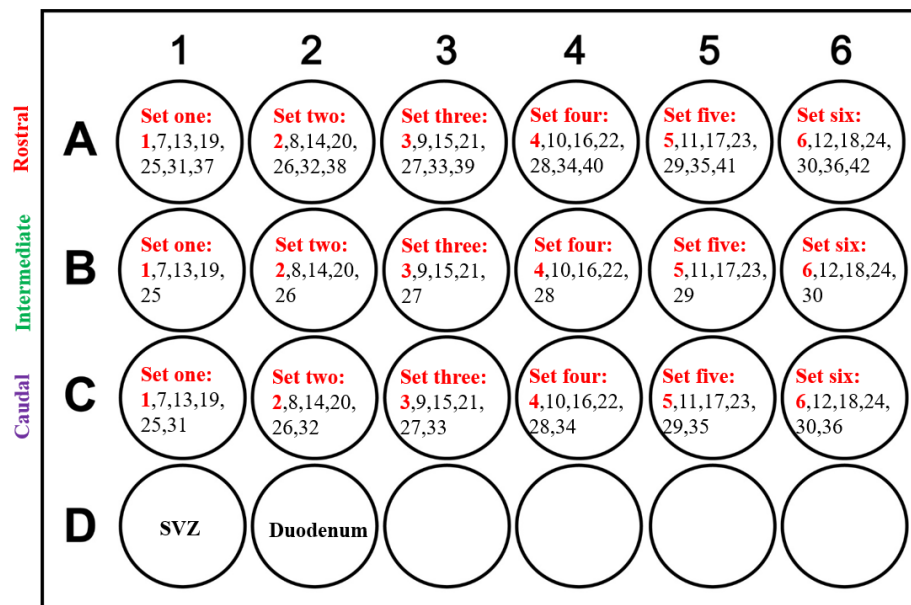 1 2 3 4 5 6
Rostral
A
Set one:
1,7,13,19,
25,31,37
Set two:
2,8,14,20,
26,32,38
Set three:
3,9,15,21,
27,33,39
Set four:
4,10,16,22,
28,34,40
Set five:
5,11,17,23,
29,35,41
Set six:
6,12,18,24,
30,36,42
Intermediate
B
Set one:
1,7,13,19,
25
Set two:
2,8,14,20,
26
Set three:
3,9,15,21,
27
Set four:
4,10,16,22,
28
Set five:
5,11,17,23,
29
Set six:
6,12,18,24,
30
Caudal
C
Set one:
1,7,13,19,
25,31
Set two:
2,8,14,20,
26,32
Set three:
3,9,15,21,
27,33
Set four:
4,10,16,22,
28,34
Set five:
5,11,17,23,
29,35
Set six:
6,12,18,24,
30,36
D
SVZ
Duodenum